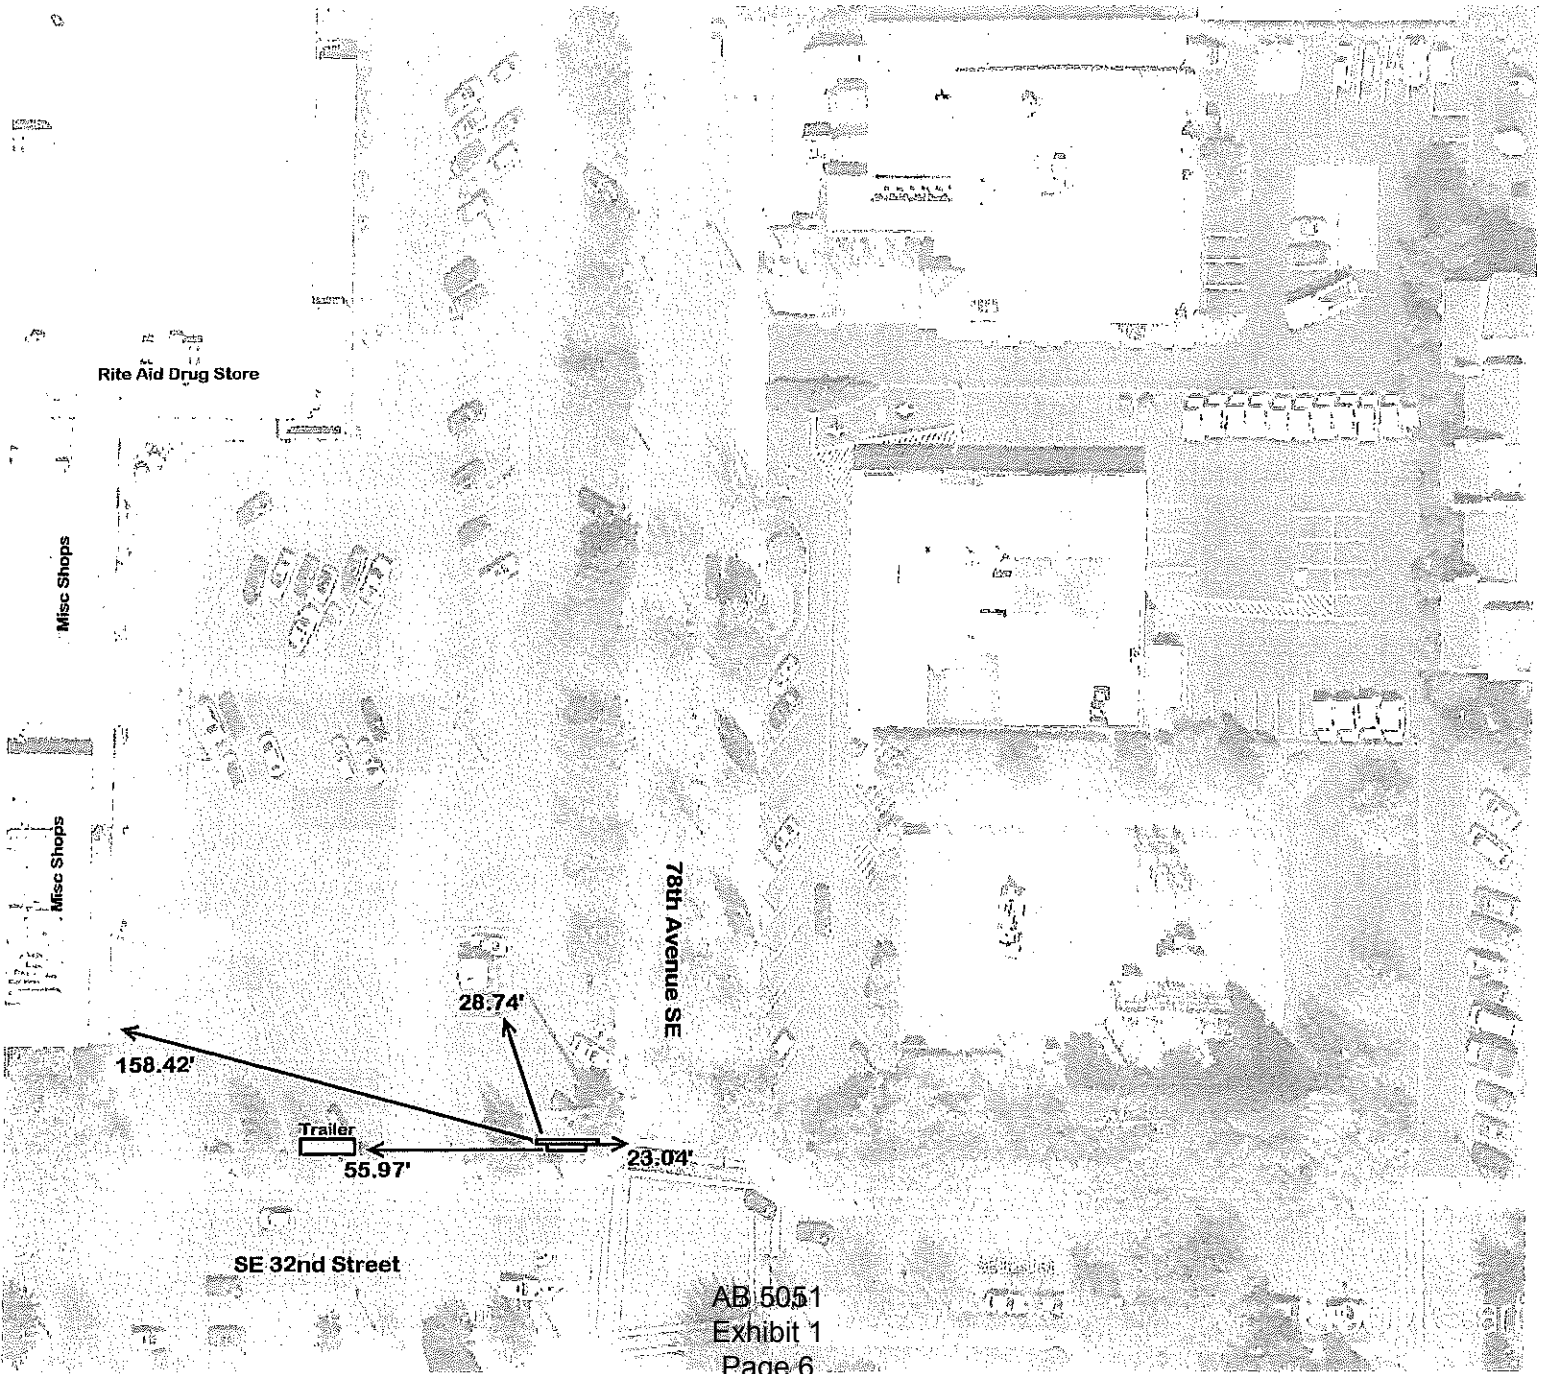 Rite Aid Drug Store
Misc Shops
Misc Shops
78th Avenue SE
28.74'
158.42'
Trailer
55.97'
23.04'
SE 32nd Street
AB 5051
Exhibit 1
Page 6